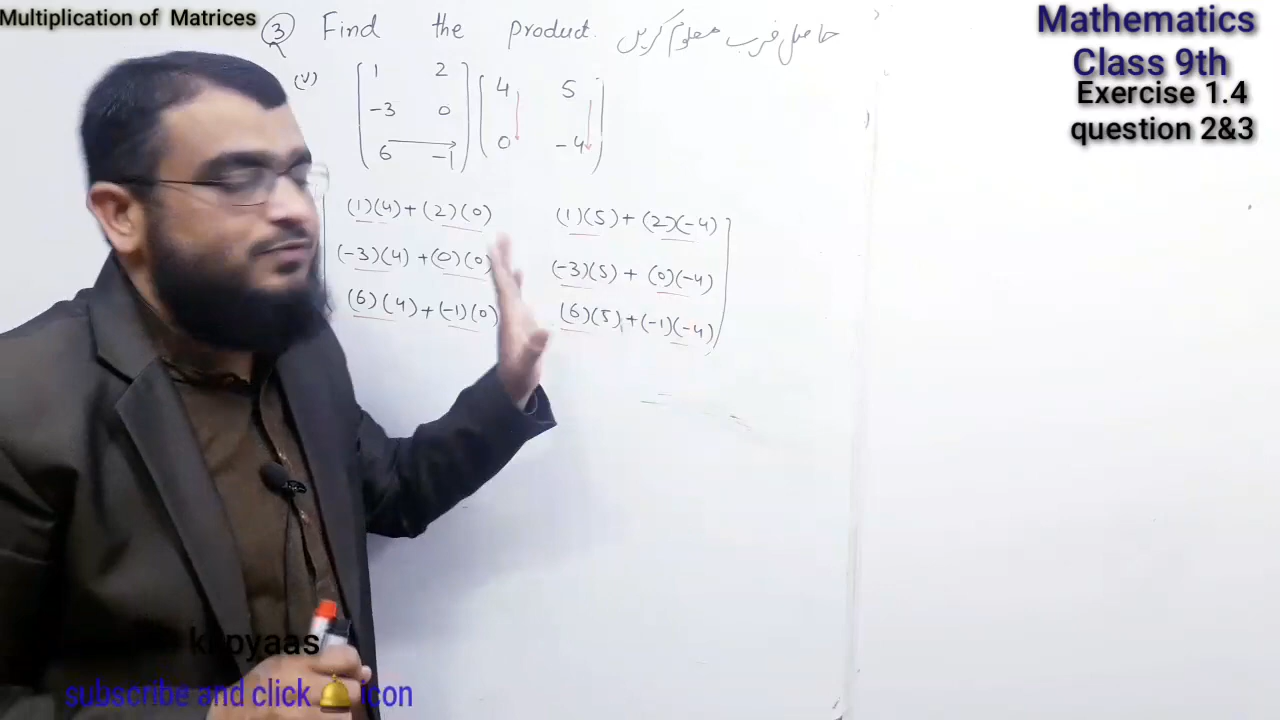 Multiplication of Matrices
Mathematics
Class 9th
Exercise 1.4
question 2&3
③ Find the product. حاصل ضرب معلوم کریں
(v) [1 2] [4 5]
-3 0
6 -1 0 -4
(1)(4)+(2)(0) (1)(5)+(2)(-4)
(-3)(4)+(0)(0) (-3)(5)+(0)(-4)
(6)(4)+(-1)(0) (6)(5)+(-1)(-4)
subscribe and click icon